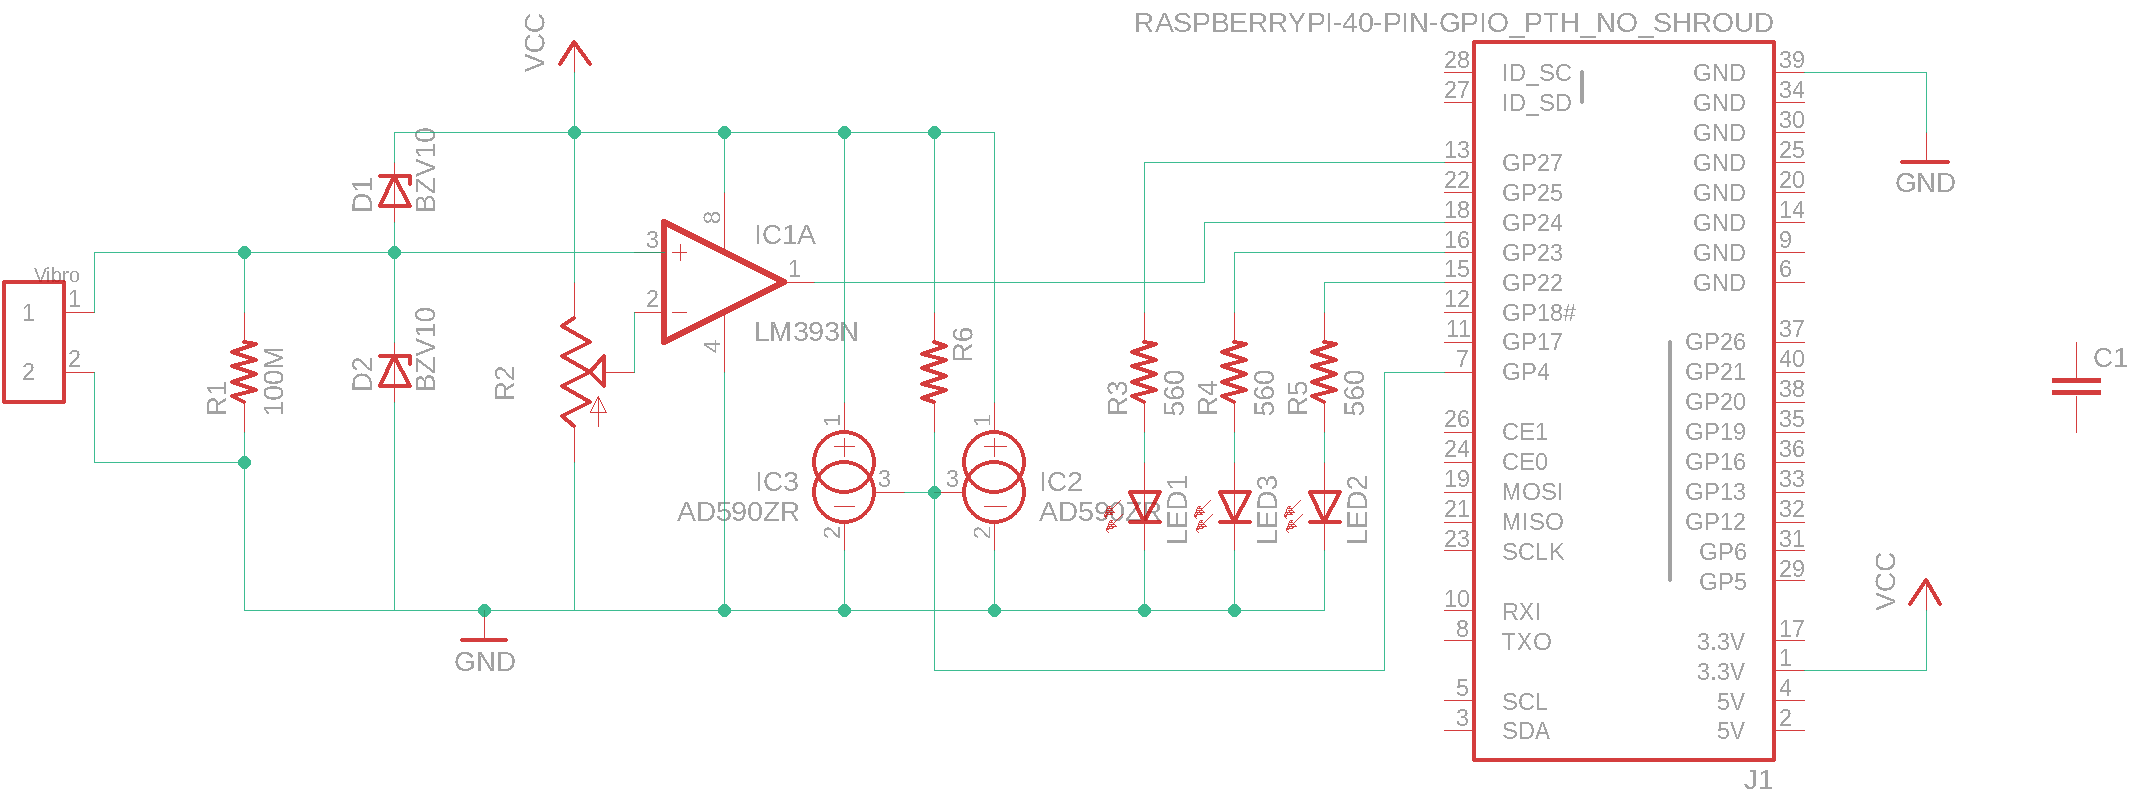 RASPBERRYPI-40-PIN-GPIO_PTH_NO_SHROUD
VCC
28 ID_SC GND 39
27 ID_SD GND 34
GND 30
13 GP27 GND 25
22 GP25 GND 20
18 GP24 GND 14
16 GP23 GND 9
15 GP22 GND 6
12 GP18#
11 GP17 GP26 37
7 GP4 GP21 40
GP20 38
26 CE1 GP19 35
24 CE0 GP16 36
19 MOSI GP13 33
21 MISO GP12 32
23 SCLK GP6 31
GP5 29
10 RXI
8 TXO 3.3V 17
3.3V 1
5 SCL 5V 4
3 SDA 5V 2
J1
GND
VCC
C1
Vibro
1 1
2 2
R1
100M
D1
BZV10
D2
BZV10
R2
3
2
8
4
1
IC1A
LM393N
R6
1
IC3
AD590ZR
3
2
1
3
IC2
AD590ZR
2
R3
560
R4
560
R5
560
LED1
LED3
LED2
GND